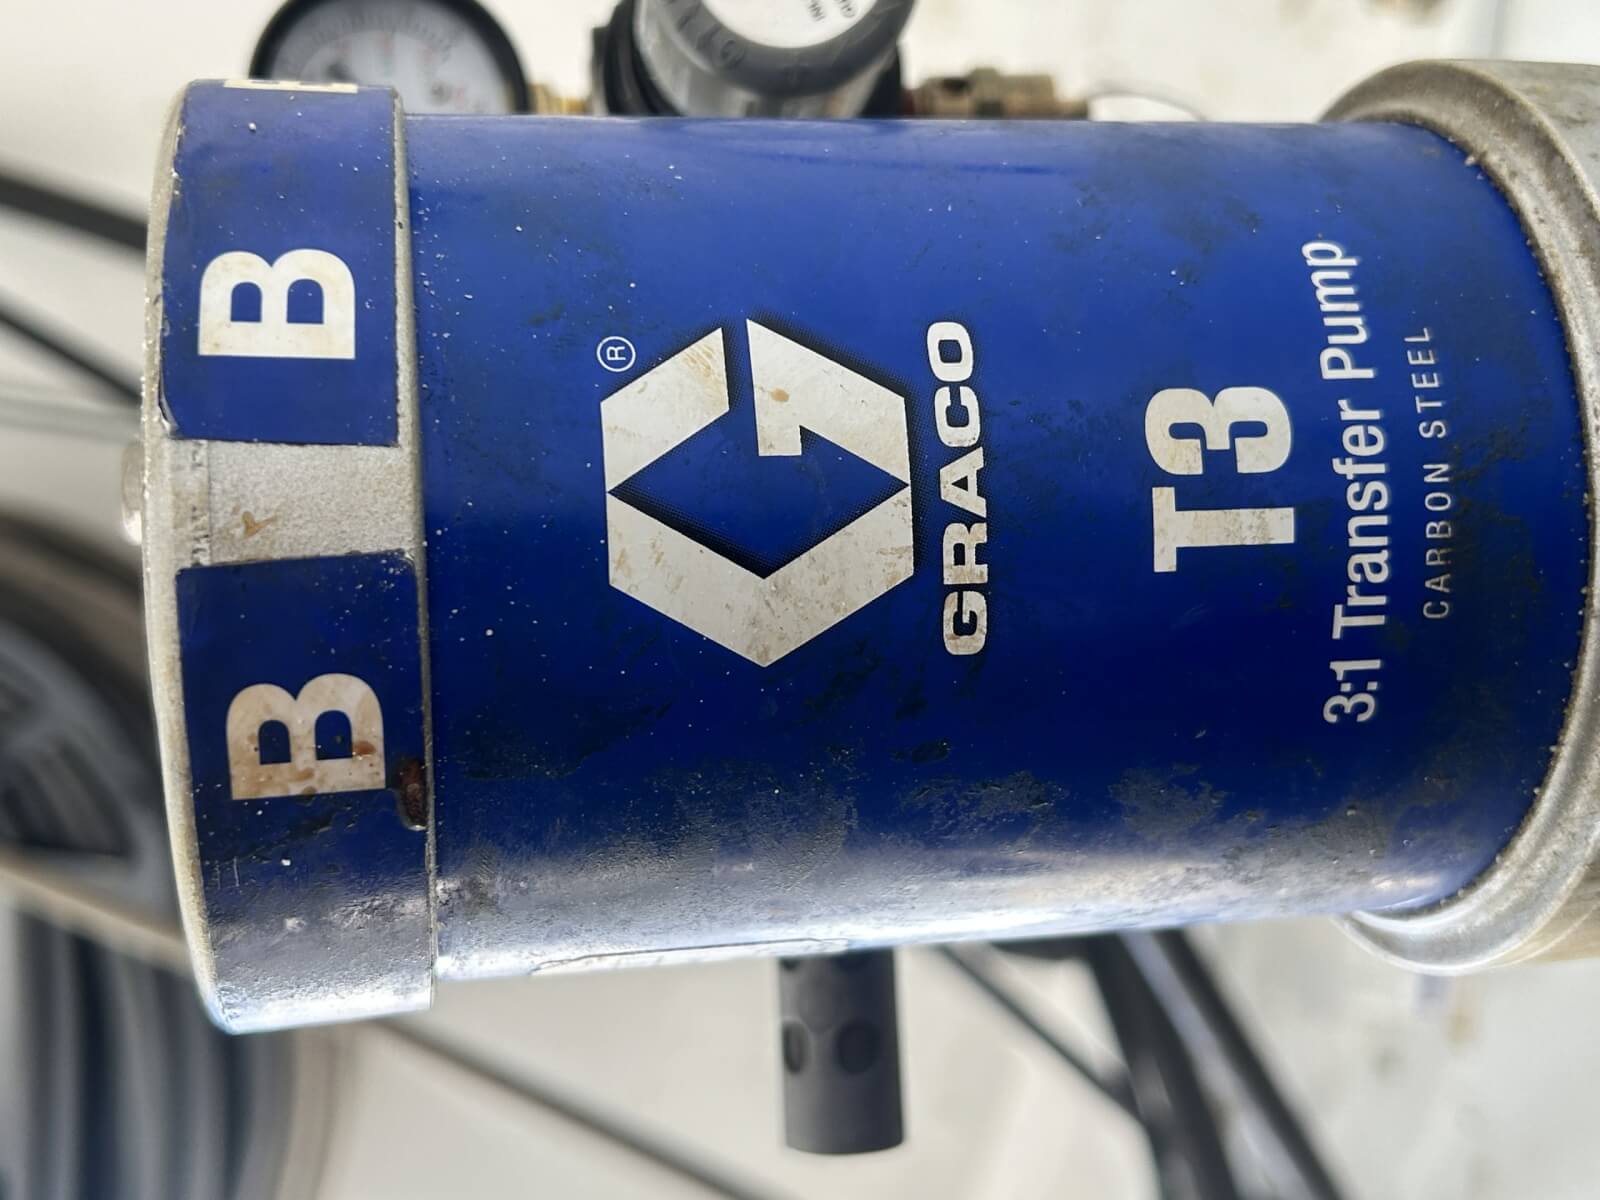 B B
®
GRACO
T3
3:1 Transfer Pump
CARBON STEEL